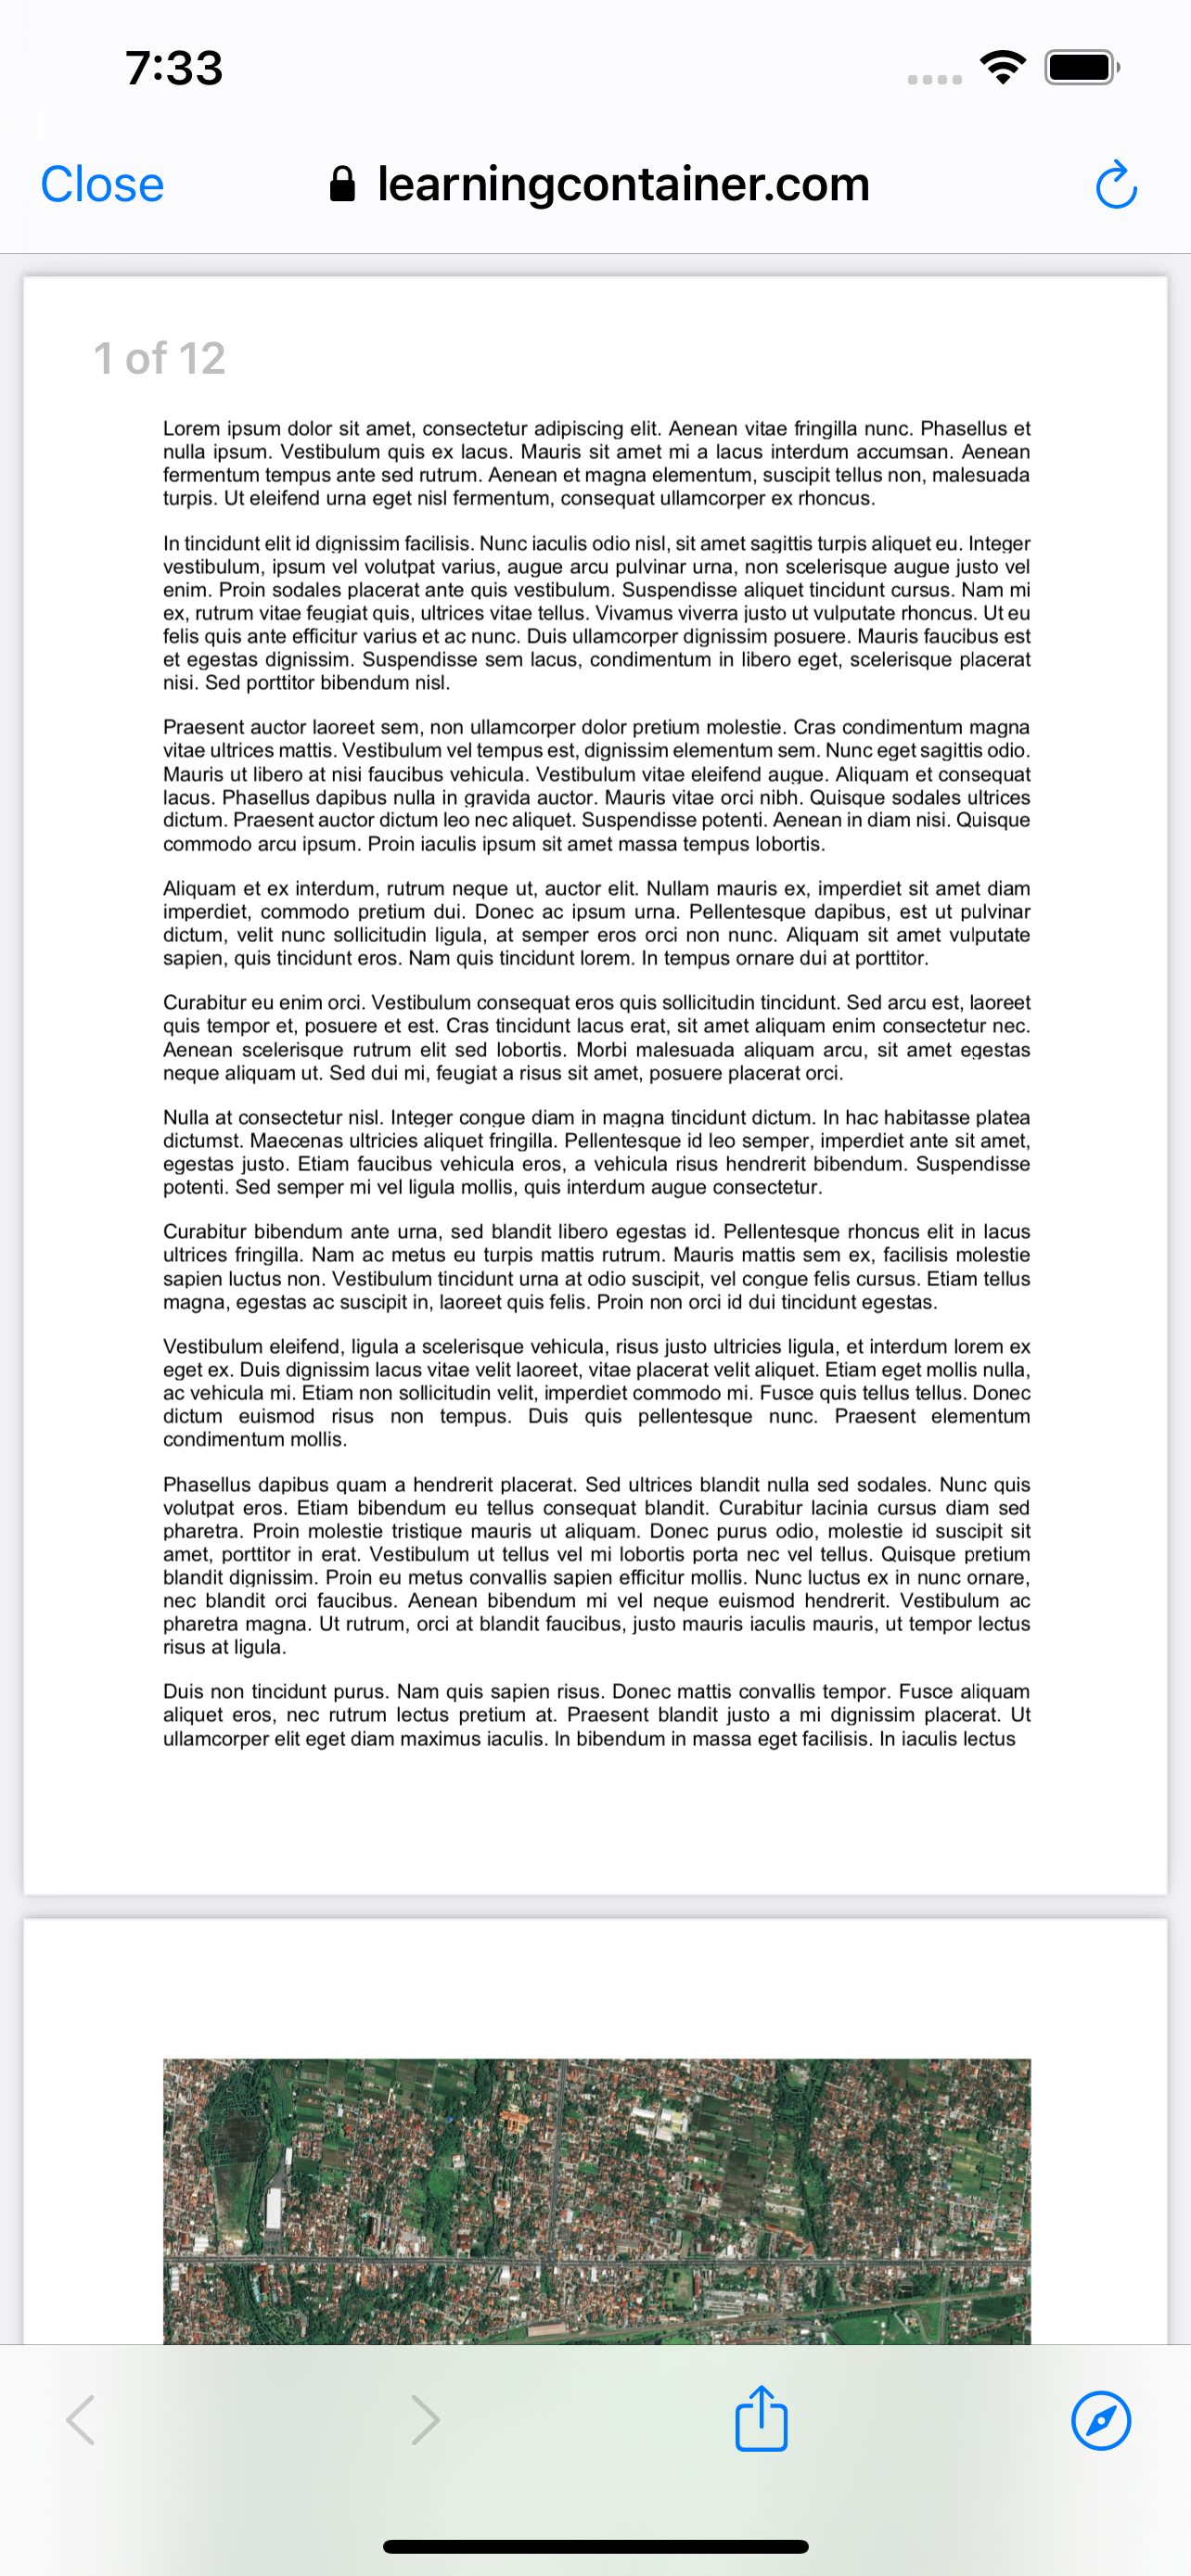 7:33
Close
learningcontainer.com
1 of 12
Lorem ipsum dolor sit amet, consectetur adipiscing elit. Aenean vitae fringilla nunc. Phasellus et
nulla ipsum. Vestibulum quis ex lacus. Mauris sit amet mi a lacus interdum accumsan. Aenean
fermentum tempus ante sed rutrum. Aenean et magna elementum, suscipit tellus non, malesuada
turpis. Ut eleifend urna eget nisl fermentum, consequat ullamcorper ex rhoncus.
In tincidunt elit id dignissim facilisis. Nunc iaculis odio nisl, sit amet sagittis turpis aliquet eu. Integer
vestibulum, ipsum vel volutpat varius, augue arcu pulvinar urna, non scelerisque augue justo vel
enim. Proin sodales placerat ante quis vestibulum. Suspendisse aliquet tincidunt cursus. Nam mi
ex, rutrum vitae feugiat quis, ultrices vitae tellus. Vivamus viverra justo ut vulputate rhoncus. Ut eu
felis quis ante efficitur varius et ac nunc. Duis ullamcorper dignissim posuere. Mauris faucibus est
et egestas dignissim. Suspendisse sem lacus, condimentum in libero eget, scelerisque placerat
nisi. Sed porttitor bibendum nisl.
Praesent auctor laoreet sem, non ullamcorper dolor pretium molestie. Cras condimentum magna
vitae ultrices mattis. Vestibulum vel tempus est, dignissim elementum sem. Nunc eget sagittis odio.
Mauris ut libero at nisi faucibus vehicula. Vestibulum vitae eleifend augue. Aliquam et consequat
lacus. Phasellus dapibus nulla in gravida auctor. Mauris vitae orci nibh. Quisque sodales ultrices
dictum. Praesent auctor dictum leo nec aliquet. Suspendisse potenti. Aenean in diam nisi. Quisque
commodo arcu ipsum. Proin iaculis ipsum sit amet massa tempus lobortis.
Aliquam et ex interdum, rutrum neque ut, auctor elit. Nullam mauris ex, imperdiet sit amet diam
imperdiet, commodo pretium dui. Donec ac ipsum urna. Pellentesque dapibus, est ut pulvinar
dictum, velit nunc sollicitudin ligula, at semper eros orci non nunc. Aliquam sit amet vulputate
sapien, quis tincidunt eros. Nam quis tincidunt lorem. In tempus ornare dui at porttitor.
Curabitur eu enim orci. Vestibulum consequat eros quis sollicitudin tincidunt. Sed arcu est, laoreet
quis tempor et, posuere et est. Cras tincidunt lacus erat, sit amet aliquam enim consectetur nec.
Aenean scelerisque rutrum elit sed lobortis. Morbi malesuada aliquam arcu, sit amet egestas
neque aliquam ut. Sed dui mi, feugiat a risus sit amet, posuere placerat orci.
Nulla at consectetur nisl. Integer congue diam in magna tincidunt dictum. In hac habitasse platea
dictumst. Maecenas ultricies aliquet fringilla. Pellentesque id leo semper, imperdiet ante sit amet,
egestas justo. Etiam faucibus vehicula eros, a vehicula risus hendrerit bibendum. Suspendisse
potenti. Sed semper mi vel ligula mollis, quis interdum augue consectetur.
Curabitur bibendum ante urna, sed blandit libero egestas id. Pellentesque rhoncus elit in lacus
ultrices fringilla. Nam ac metus eu turpis mattis rutrum. Mauris mattis sem ex, facilisis molestie
sapien luctus non. Vestibulum tincidunt urna at odio suscipit, vel congue felis cursus. Etiam tellus
magna, egestas ac suscipit in, laoreet quis felis. Proin non orci id dui tincidunt egestas.
Vestibulum eleifend, ligula a scelerisque vehicula, risus justo ultricies ligula, et interdum lorem ex
eget ex. Duis dignissim lacus vitae velit laoreet, vitae placerat velit aliquet. Etiam eget mollis nulla,
ac vehicula mi. Etiam non sollicitudin velit, imperdiet commodo mi. Fusce quis tellus tellus. Donec
dictum euismod risus non tempus. Duis quis pellentesque nunc. Praesent elementum
condimentum mollis.
Phasellus dapibus quam a hendrerit placerat. Sed ultrices blandit nulla sed sodales. Nunc quis
volutpat eros. Etiam bibendum eu tellus consequat blandit. Curabitur lacinia cursus diam sed
pharetra. Proin molestie tristique mauris ut aliquam. Donec purus odio, molestie id suscipit sit
amet, porttitor in erat. Vestibulum ut tellus vel mi lobortis porta nec vel tellus. Quisque pretium
blandit dignissim. Proin eu metus convallis sapien efficitur mollis. Nunc luctus ex in nunc ornare,
nec blandit orci faucibus. Aenean bibendum mi vel neque euismod hendrerit. Vestibulum ac
pharetra magna. Ut rutrum, orci at blandit faucibus, justo mauris iaculis mauris, ut tempor lectus
risus at ligula.
Duis non tincidunt purus. Nam quis sapien risus. Donec mattis convallis tempor. Fusce aliquam
aliquet eros, nec rutrum lectus pretium at. Praesent blandit justo a mi dignissim placerat. Ut
ullamcorper elit eget diam maximus iaculis. In bibendum in massa eget facilisis. In iaculis lectus